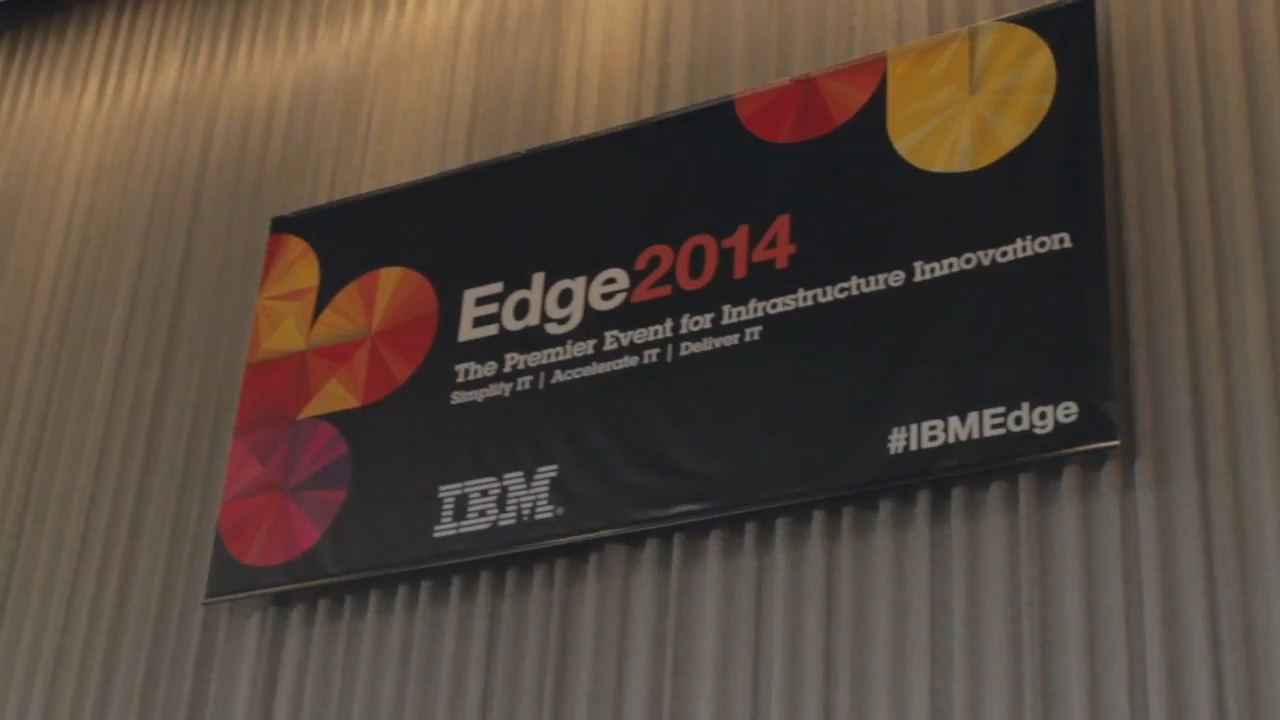 Edge2014
The Premier Event for Infrastructure Innovation
Simplify IT | Accelerate IT | Deliver IT
#IBMEdge
IBM®